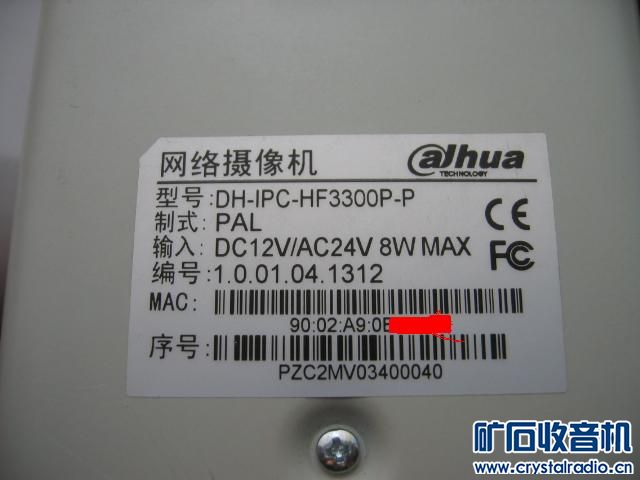 网络摄像机
alhua
TECHNOLOGY
型号:DH-IPC-HF3300P-P
制式: PAL
输入: DC12V/AC24V 8W MAX
编号:1.0.01.04.1312
CE
FC
MAC:
90:02:A9:0
序号:
PZC2MV03400040
矿石收音机
www.crystalradio.cn